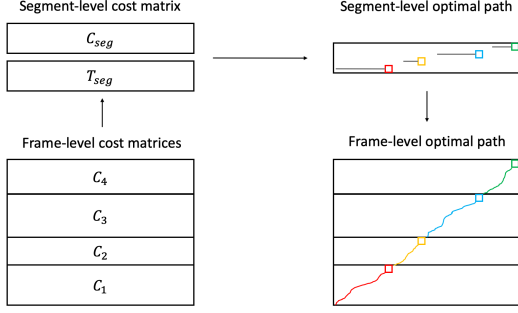 Segment-level cost matrix
C_seg
T_seg
Frame-level cost matrices
C_4
C_3
C_2
C_1
Segment-level optimal path
Frame-level optimal path